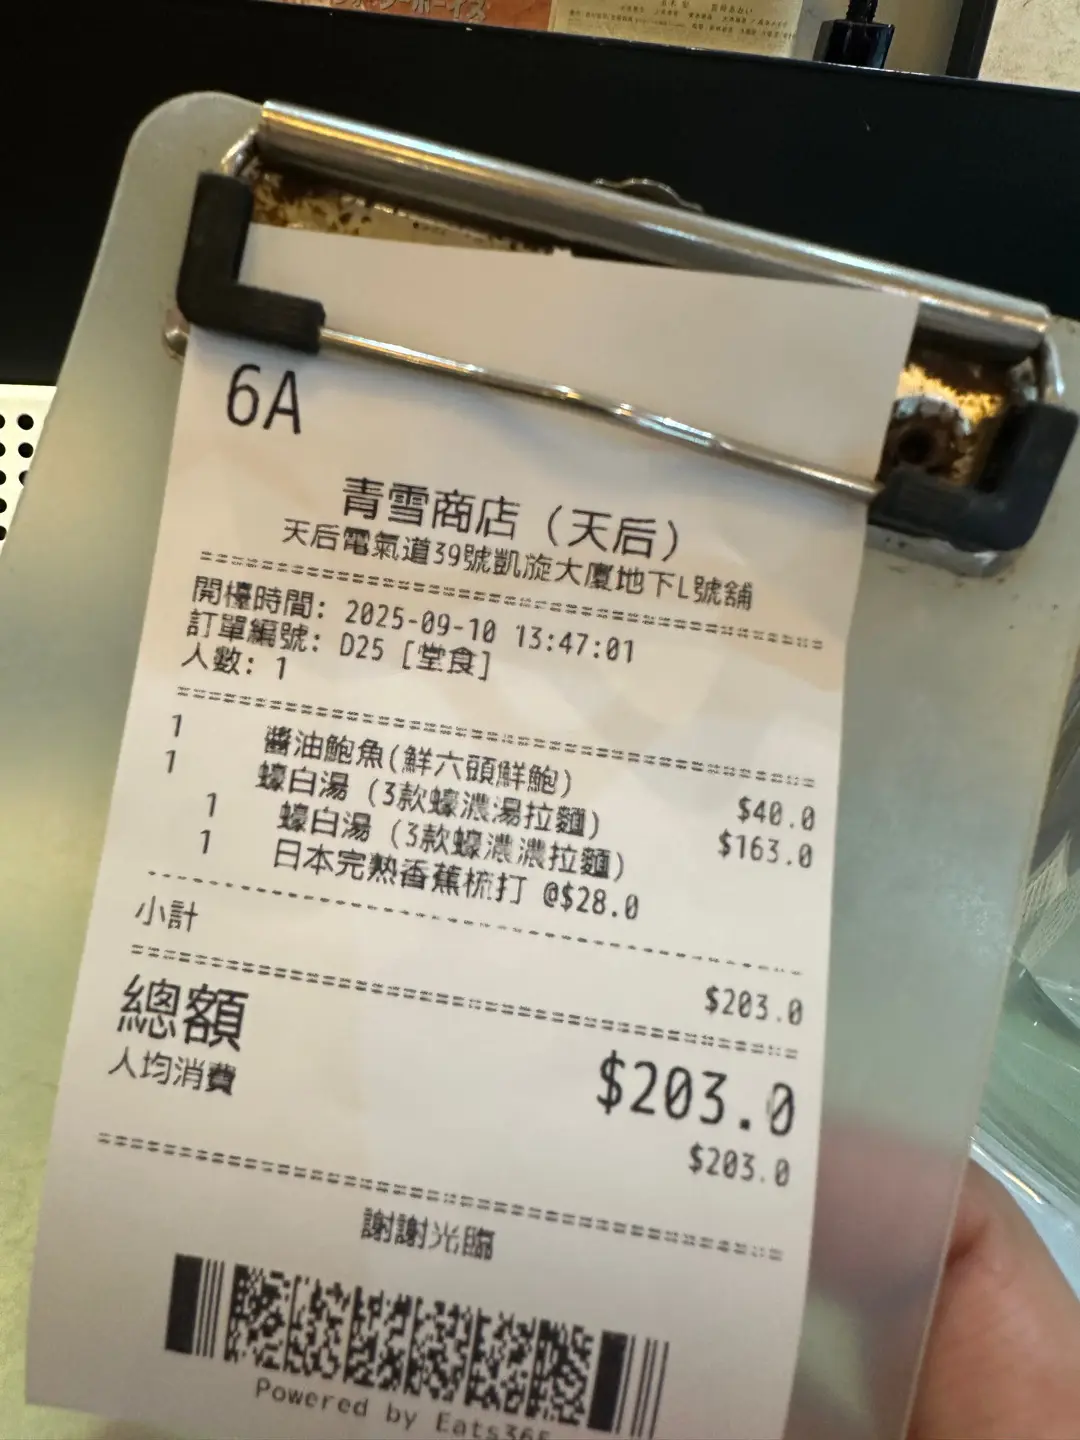 6A
青雪商店 (天后)
天后電氣道39號凱旋大廈地下L號舖
開檯時間: 2025-09-10 13:47:01
訂單編號: D25 [堂食]
人數: 1
1 醬油鮑魚(鮮六頭鮮鮑) $40.0
1 蠔白湯 (3款蠔濃湯拉麵) $163.0
1 蠔白湯 (3款蠔濃濃拉麵)
1 日本完熟香蕉梳打 @$28.0
小計 $203.0
總額 $203.0
人均消費 $203.0
謝謝光臨
Powered by Eats365